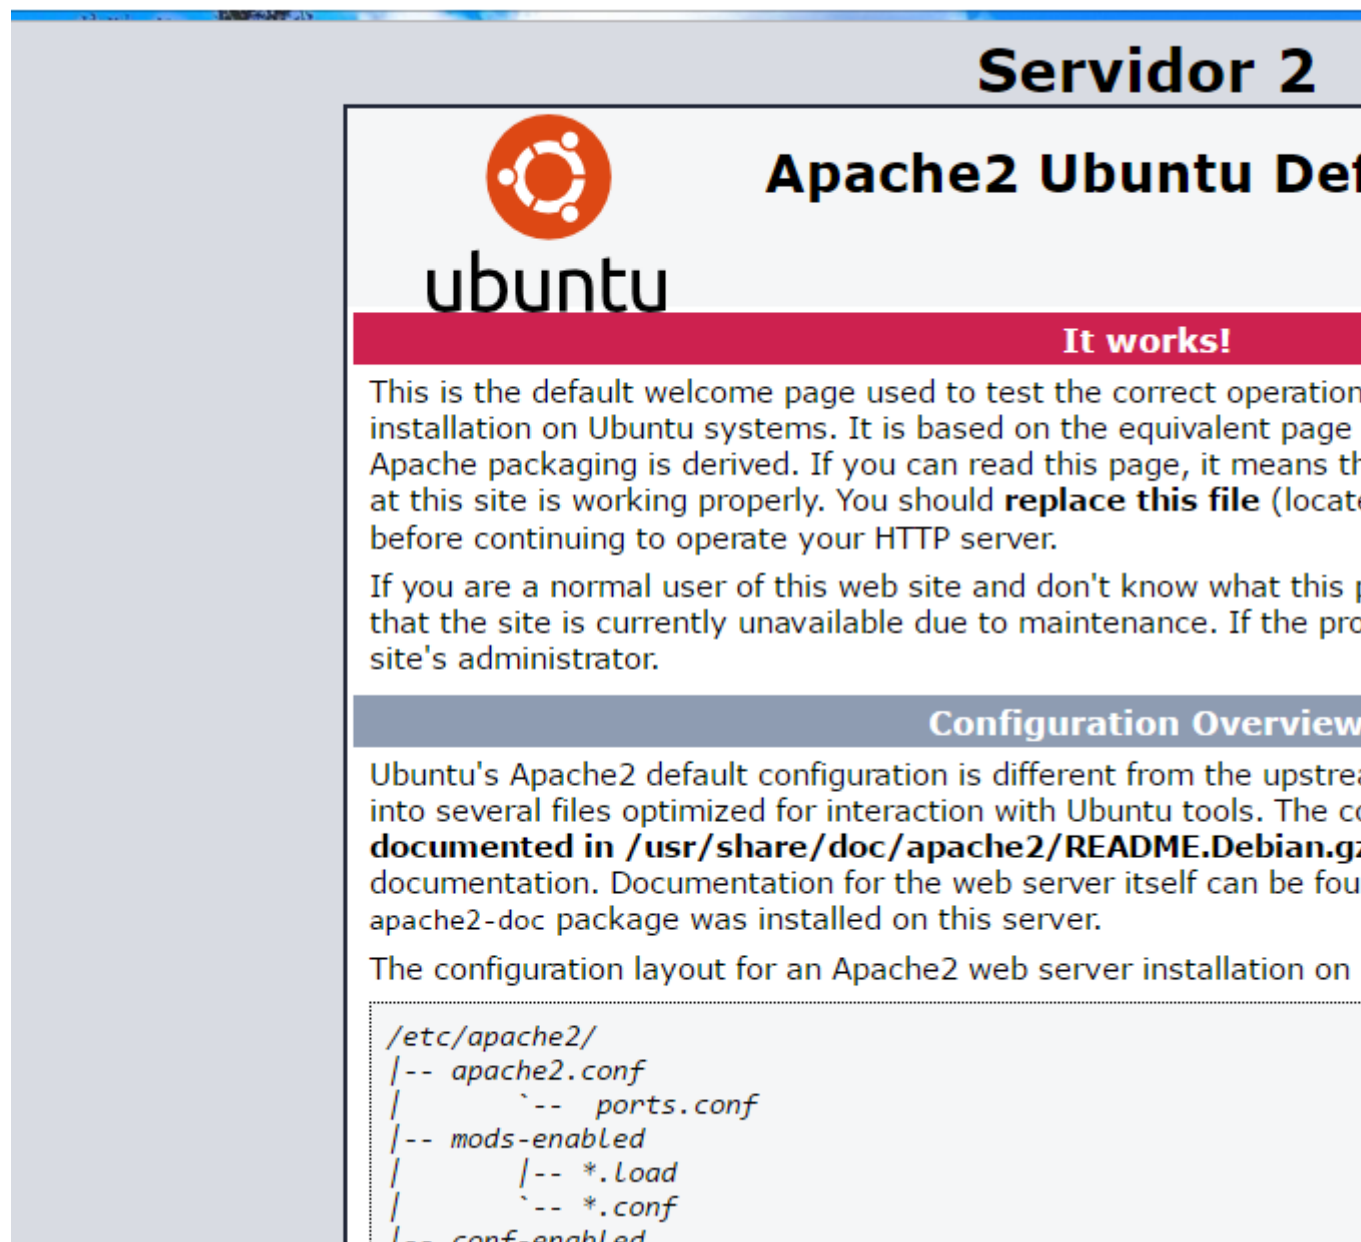 Servidor 2
ubuntu
Apache2 Ubuntu
It works!
This is the default welcome page used to test the correct operation
installation on Ubuntu systems. It is based on the equivalent page
Apache packaging is derived. If you can read this page, it means
at this site is working properly. You should replace this file
before continuing to operate your HTTP server.
If you are a normal user of this web site and don't know what this
that the site is currently unavailable due to maintenance. If the
site's administrator.
Configuration Overview
Ubuntu's Apache2 default configuration is different from the
into several files optimized for interaction with Ubuntu tools. The
documented in /usr/share/doc/apache2/README.Debian.gz
documentation. Documentation for the web server itself can be
apache2-doc package was installed on this server.
The configuration layout for an Apache2 web server installation on
/etc/apache2/
|-- apache2.conf
|       `--  ports.conf
|-- mods-enabled
|       |-- *.load
|       `-- *.conf
|-- conf-enabled